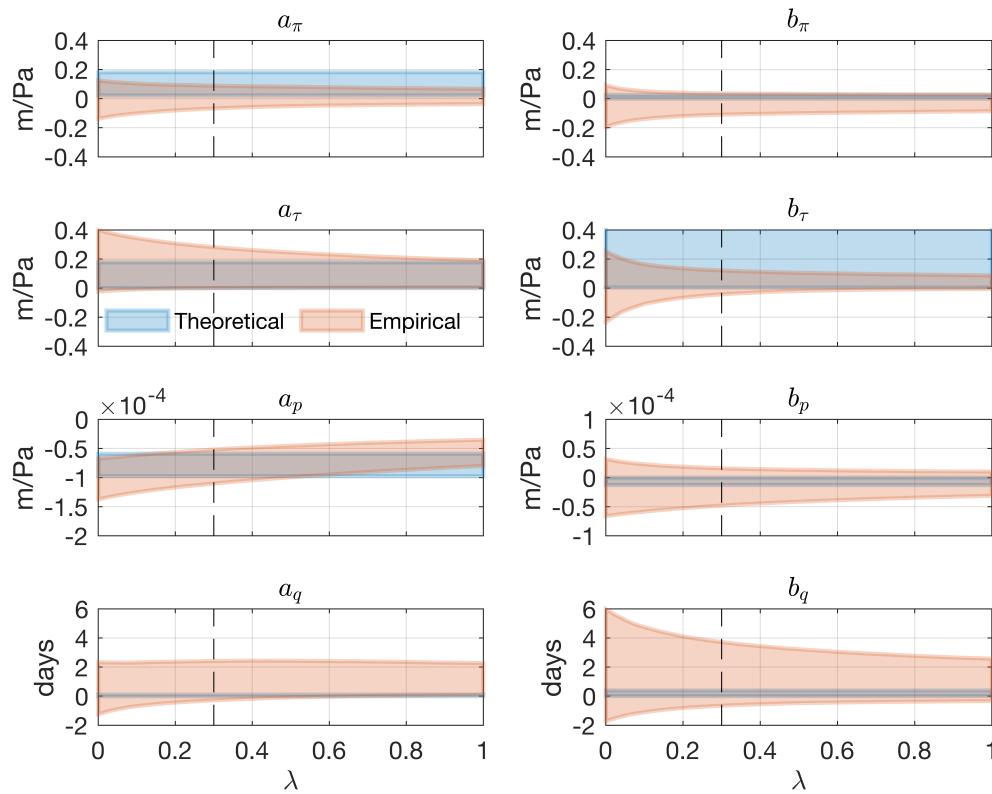 a_π b_π
0.4 0.4
0.2 0.2
m/Pa 0 m/Pa 0
-0.2 -0.2
-0.4 -0.4
a_τ b_τ
0.4 0.4
0.2 0.2
m/Pa 0 m/Pa 0
Theoretical Empirical
-0.2 -0.2
-0.4 -0.4
×10⁻⁴ a_p ×10⁻⁴ b_p
0 1
-0.5 0.5
m/Pa -1 m/Pa 0
-1.5 -0.5
-2 -1
a_q b_q
6 6
4 4
days 2 days 2
0 0
-2 -2
0 0.2 0.4 0.6 0.8 1 0 0.2 0.4 0.6 0.8 1
λ λ